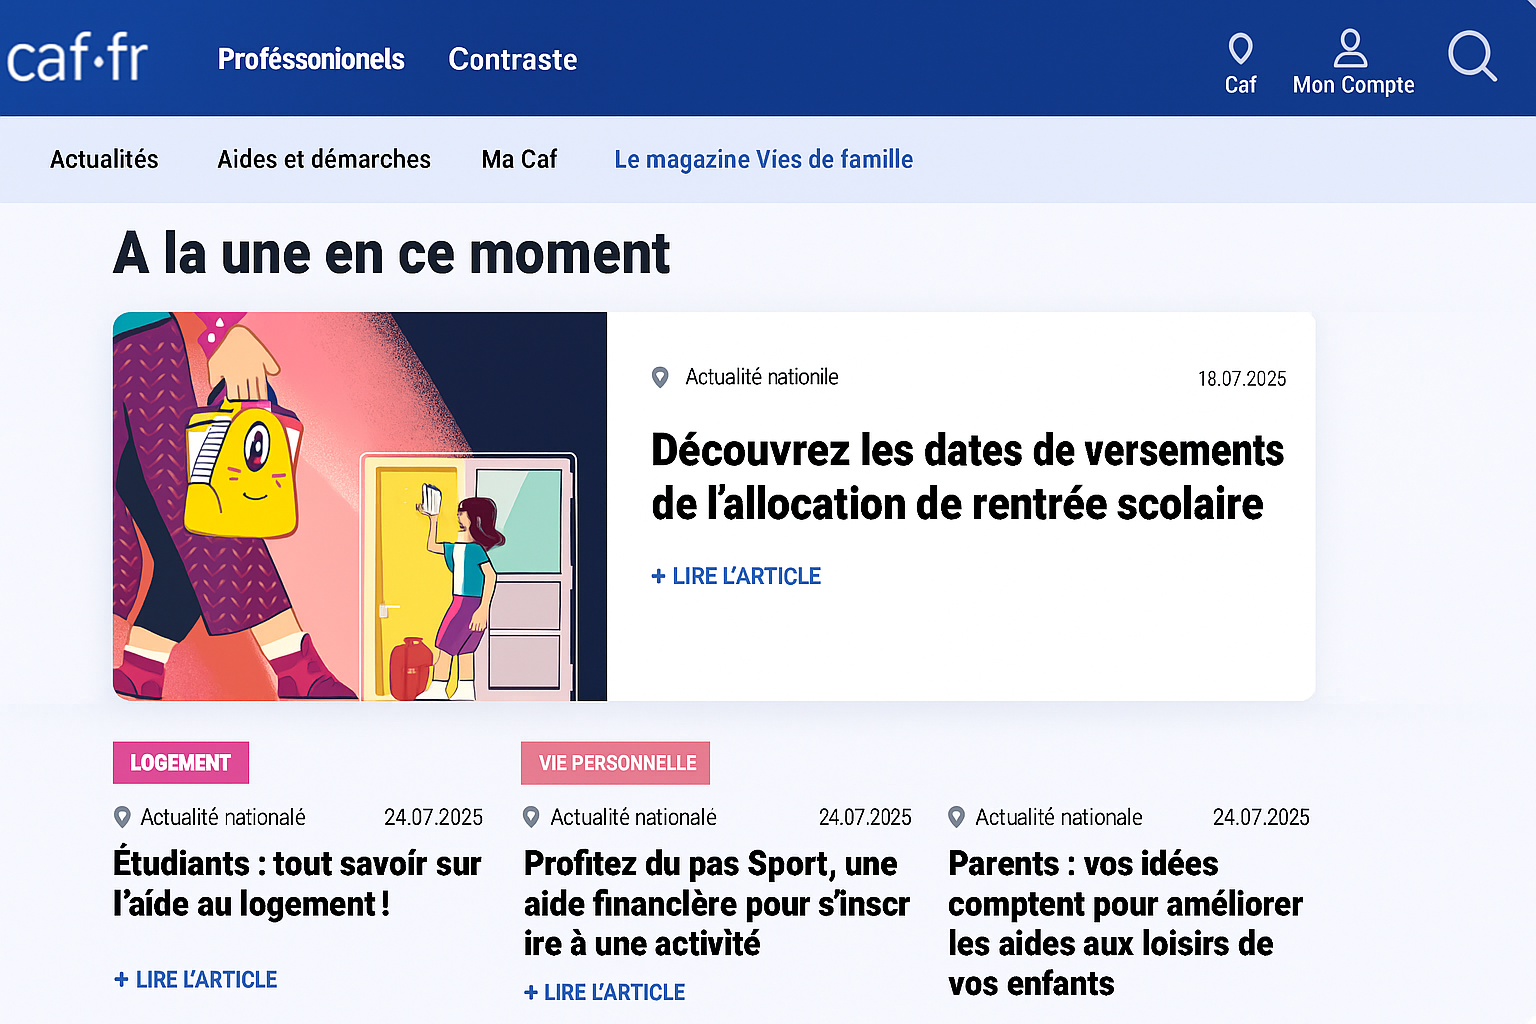 caf·fr
Proféssonionels
Contraste
Caf
Mon Compte
Actualités
Aides et démarches
Ma Caf
Le magazine Víes de famille
A la une en ce moment
Actualité nationile
18.07.2025
Découvrez les dates de versements
de l’allocation de rentrée scolaire
+ LIRE L’ARTICLE
LOGEMENT
Actualité nationalé
24.07.2025
Étudiants : tout savoír sur
l’aíde au logement !
+ LIRE L’ARTICLE
VIE PERSONNELLE
Actualité nationalé
24.07.2025
Profitez du pas Sport, une
aide financlère pour s’inscr
ire à une activìté
+ LIRE L’ARTICLE
Actualité nationale
24.07.2025
Parents : vos idées
comptent pour améliorer
les aides aux loisirs de
vos enfants